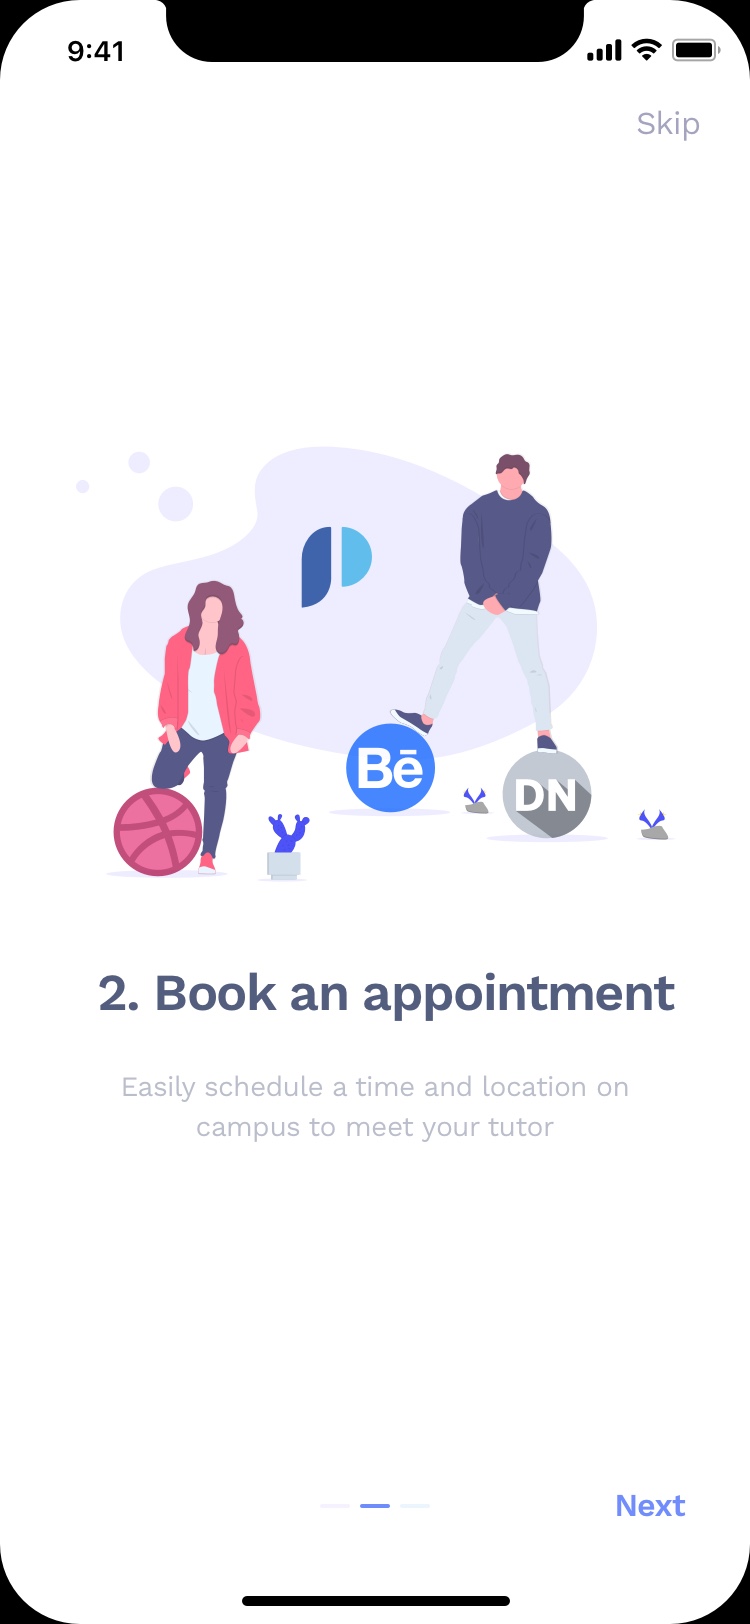 9:41
Skip
Bē
DN
2. Book an appointment
Easily schedule a time and location on
campus to meet your tutor
Next